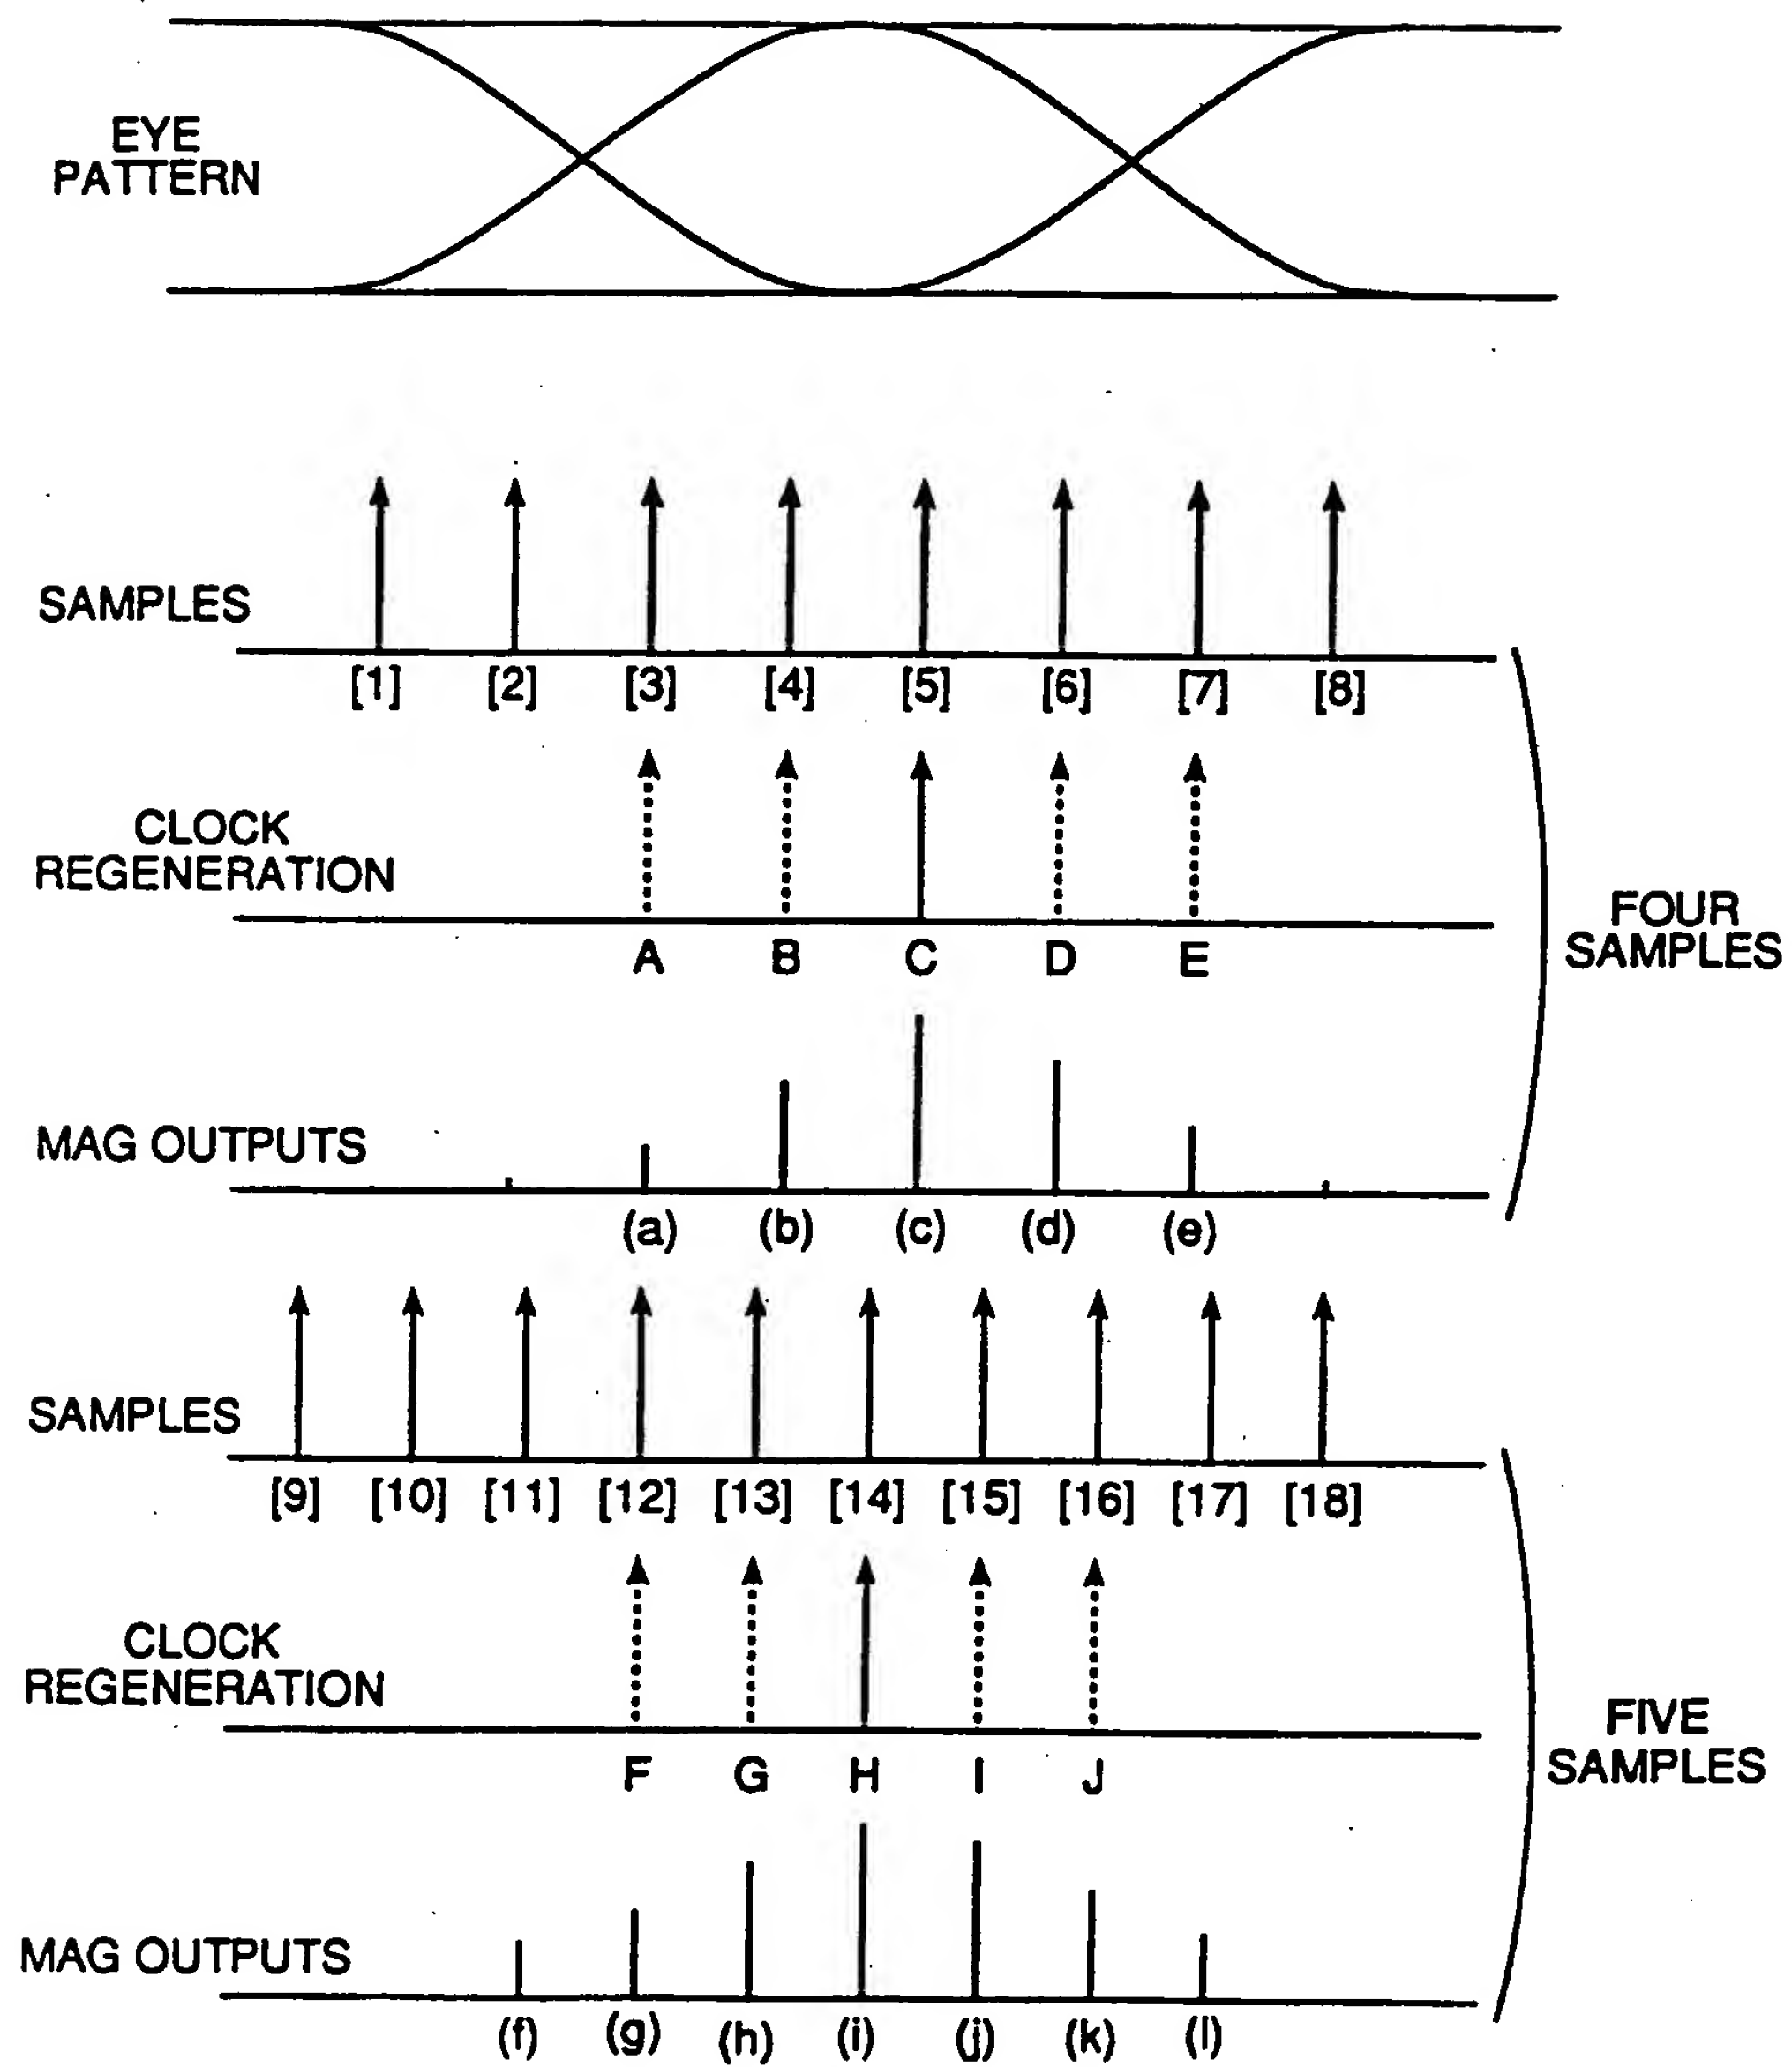 EYE
PATTERN
SAMPLES
[1] [2] [3] [4] [5] [6] [7] [8]
CLOCK
REGENERATION
A B C D E
FOUR
SAMPLES
MAG OUTPUTS
(a) (b) (c) (d) (e)
SAMPLES
[9] [10] [11] [12] [13] [14] [15] [16] [17] [18]
CLOCK
REGENERATION
F G H I J
FIVE
SAMPLES
MAG OUTPUTS
(f) (g) (h) (i) (j) (k) (l)